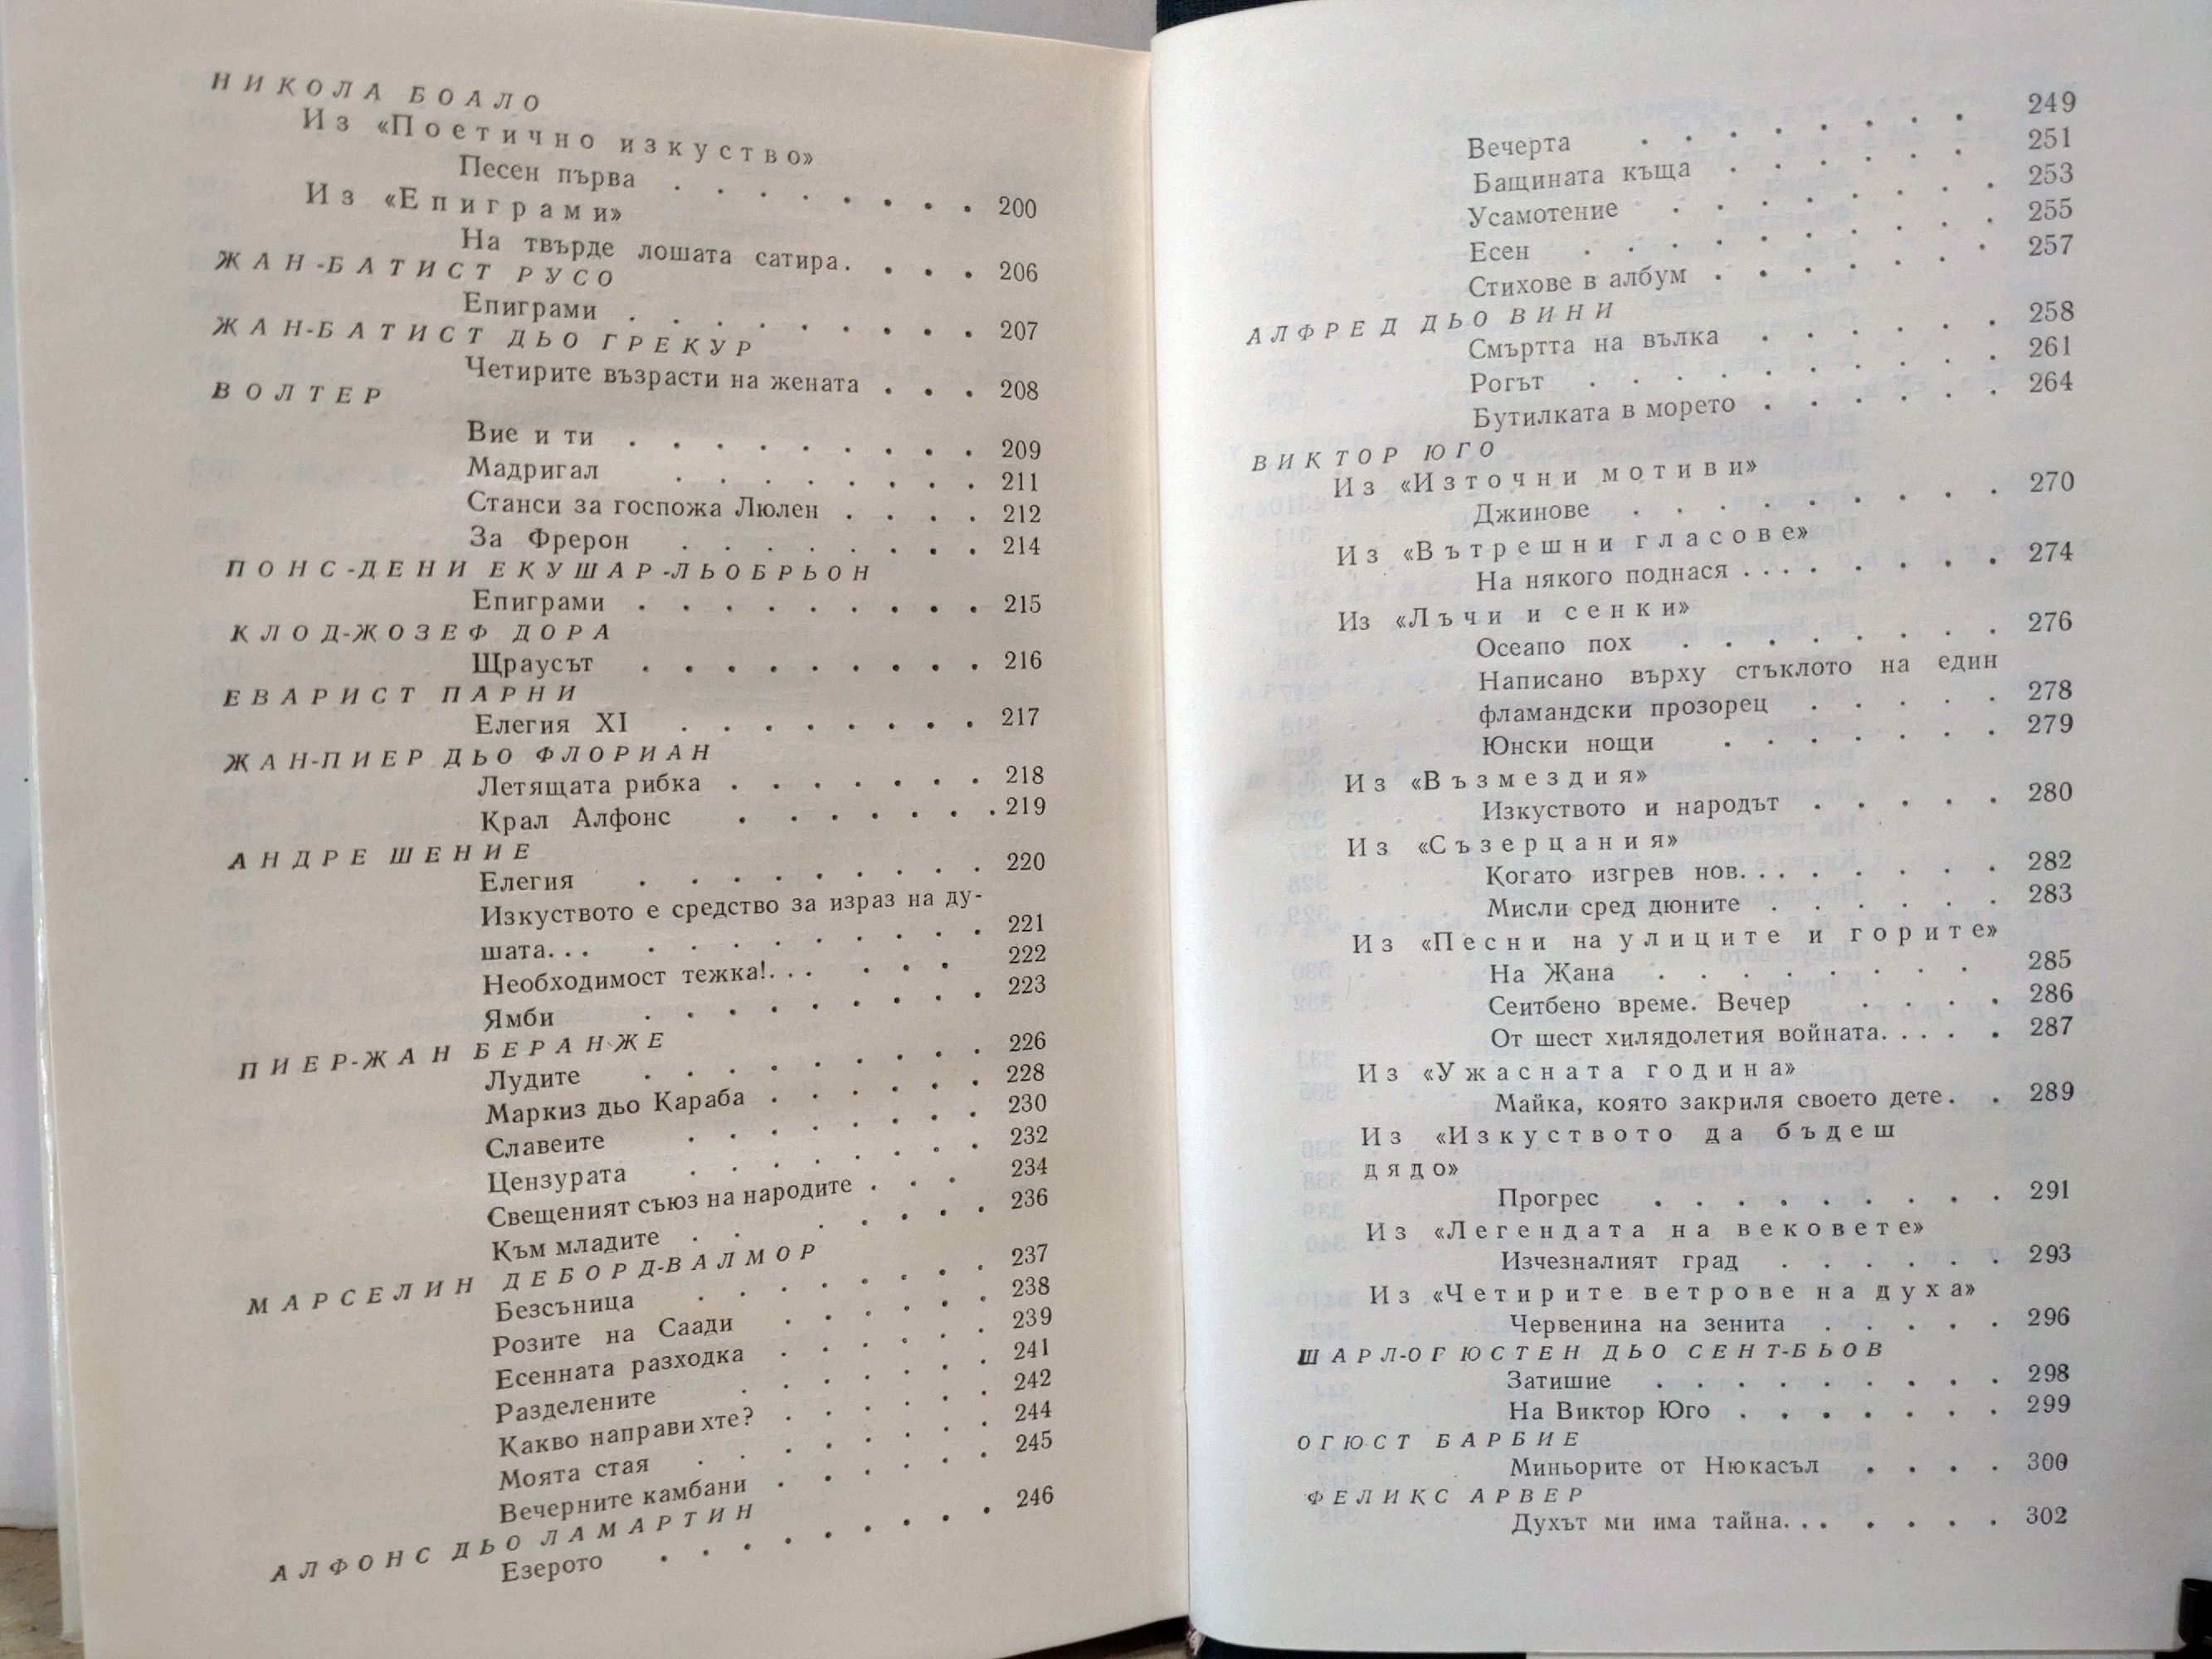 НИКОЛА БОАЛО
Из «Поетично изкуство»
Песен първа . . . . . . . . 200
Из «Епиграми»
На твърде лошата сатира. . . . 206
ЖАН-БАТИСТ РУСО
Епиграми . . . . . . . . . 207
ЖАН-БАТИСТ ДЬО ГРЕКУР
Четирите възрасти на жената . . . 208
ВОЛТЕР
Вие и ти . . . . . . . . . 209
Мадригал . . . . . . . . 211
Станси за госпожа Люлен . . . . 212
За Фрерон . . . . . . . . 214
ПОНС-ДЕНИ ЕКУШАР-ЛЬОБРЬОН
Епиграми . . . . . . . . . 215
КЛОД-ЖОЗЕФ ДОРА
Щраусът . . . . . . . . . 216
ЕВАРИСТ ПАРНИ
Елегия XI . . . . . . . . 217
ЖАН-ПИЕР ДЬО ФЛОРИАН
Летящата рибка . . . . . . . 218
Крал Алфонс . . . . . . . 219
АНДРЕ ШЕНИЕ
Елегия . . . . . . . . . 220
Изкуството е средство за израз на ду-
шата. . . . . . . . . . . . 221
Необходимост тежка!. . . . . . 222
Ямби . . . . . . . . . 223
ПИЕР-ЖАН БЕРАНЖЕ
Лудите . . . . . . . . . 226
Маркиз дьо Караба . . . . . . 228
Славеите . . . . . . . . 230
Цензурата . . . . . . . . 232
Свещеният съюз на народите . . . 234
Към младите . . . . . . . 236
МАРСЕЛИН ДЕБОРД-ВАЛМОР
Безсъница . . . . . . . . 237
Розите на Саади . . . . . . 238
Есенната разходка . . . . . . 239
Разделените . . . . . . . 241
Какво направихте? . . . . . . 242
Моята стая . . . . . . . . 244
Вечерните камбани . . . . . . 245
АЛФОНС ДЬО ЛАМАРТИН
Езерото . . . . . . . . . 246
Вечерта . . . . . . . . 249
Бащината къща . . . . . . 251
Усамотение . . . . . . . . 253
Есен . . . . . . . . . . 255
Стихове в албум . . . . . . . 257
АЛФРЕД ДЬО ВИНИ
Смъртта на вълка . . . . . . 258
Рогът . . . . . . . . . . 261
Бутилката в морето . . . . . . 264
ВИКТОР ЮГО
Из «Източни мотиви»
Джинове . . . . . . . . . 270
Из «Вътрешни гласове»
На някого поднася . . . . . . . . 274
Из «Лъчи и сенки»
Осеапо пох . . . . . . . . 276
Написано върху стъклото на един
фламандски прозорец . . . . . 278
Юнски нощи . . . . . . . 279
Из «Възмездия»
Изкуството и народът . . . . . 280
Из «Съзерцания»
Когато изгрев нов. . . . . . . . 282
Мисли сред дюните . . . . . . 283
Из «Песни на улиците и горите»
На Жана . . . . . . . . 285
Сеитбено време. Вечер . . . . 286
От шест хилядолетия войната. . . . . 287
Из «Ужасната година»
Майка, която закриля своето дете. . 289
Из «Изкуството да бъдеш
дядо»
Прогрес . . . . . . . . . 291
Из «Легендата на вековете»
Изчезналият град . . . . . . 293
Из «Четирите ветрове на духа»
Червенина на зенита . . . . . 296
ШАРЛ-ОГЮСТЕН ДЬО СЕНТ-БЬОВ
Затишие . . . . . . . . . 298
На Виктор Юго . . . . . . . 299
ОГЮСТ БАРБИЕ
Миньорите от Нюкасъл . . . . 300
ФЕЛИКС АРВЕР
Духът ми има тайна. . . . . . . 302